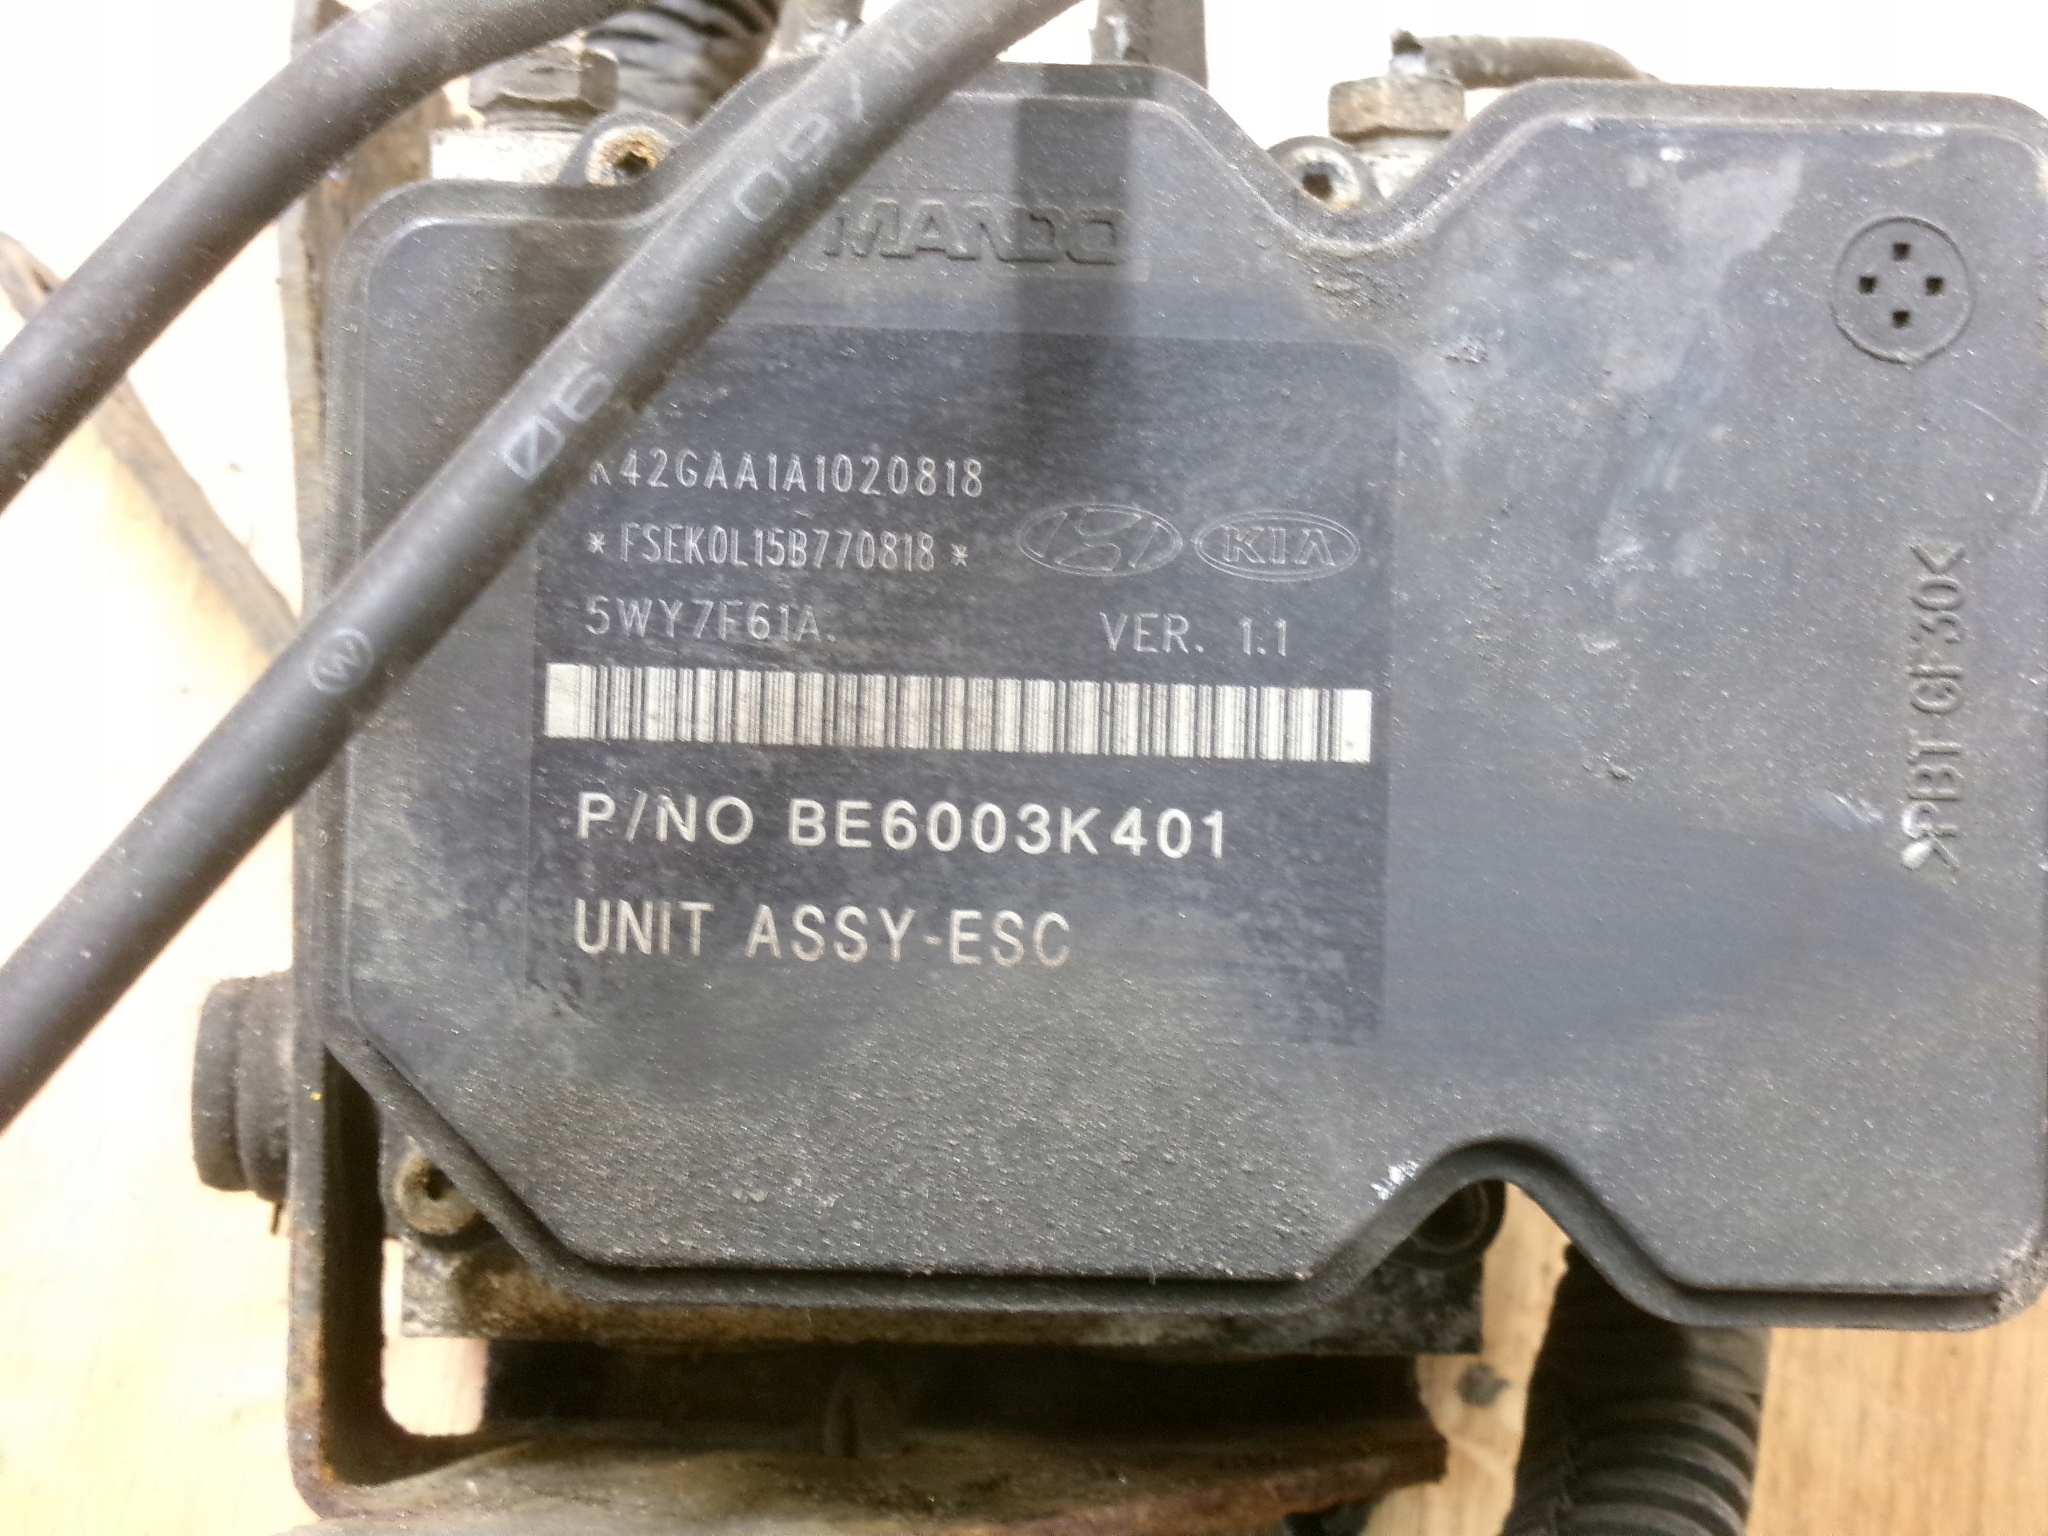 MANDO
K42GAA1A1020818
*FSEK0L15B770818*
KIA
5WY7F61A. VER. 1.1
P/NO BE6003K401
UNIT ASSY-ESC
>PBT GF30<